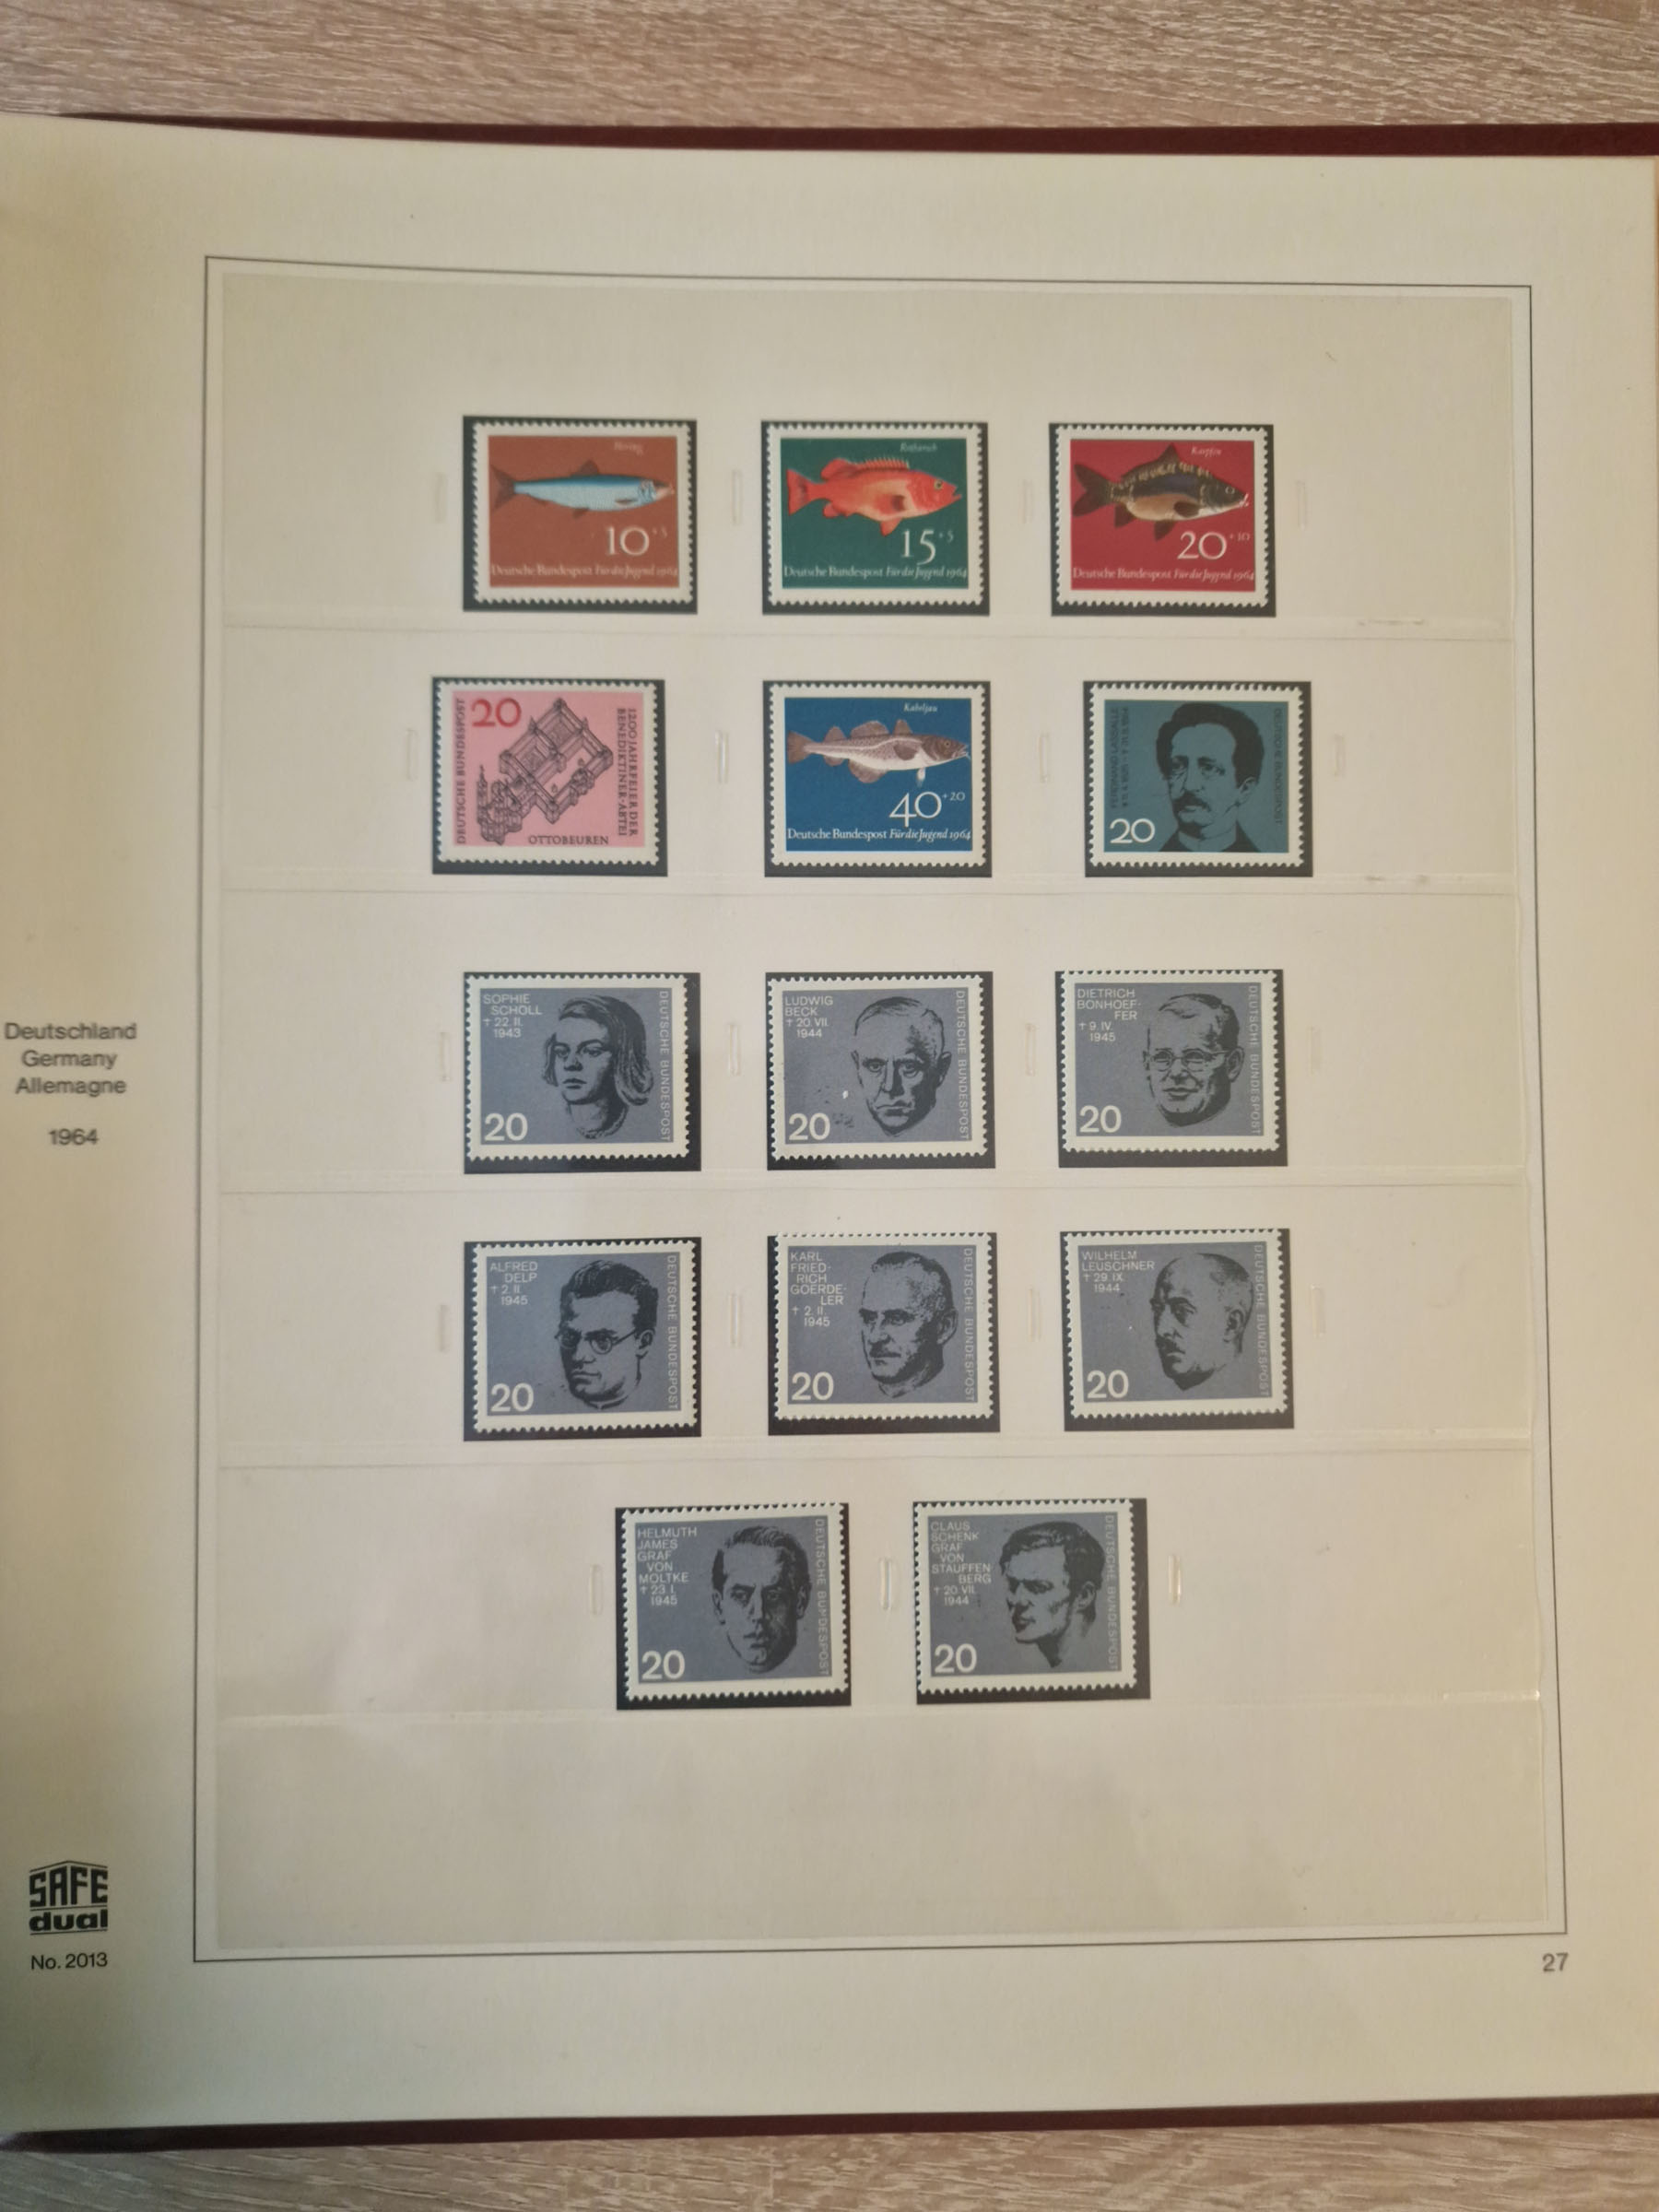 Hering
10 +5
Deutsche Bundespost Für die Jugend 1964
Rotbarsch
15 +5
Deutsche Bundespost Für die Jugend 1964
Karpfen
20 +10
Deutsche Bundespost Für die Jugend 1964
DEUTSCHE BUNDESPOST
20
1200 JAHRFEIER DER
BENEDIKTINER-ABTEI
OTTOBEUREN
Kabeljau
40 +20
Deutsche Bundespost Für die Jugend 1964
FERDINAND LASSALLE
DEUTSCHE BUNDESPOST
20
SOPHIE
SCHOLL
† 22. II.
1943
DEUTSCHE BUNDESPOST
20
LUDWIG
BECK
† 20. VII.
1944
DEUTSCHE BUNDESPOST
20
DIETRICH
BONHOEF-
FER
† 9. IV.
1945
DEUTSCHE BUNDESPOST
20
Deutschland
Germany
Allemagne
1964
ALFRED
DELP
† 2. II.
1945
DEUTSCHE BUNDESPOST
20
KARL
FRIED-
RICH
GOERDE-
LER
† 2. II.
1945
DEUTSCHE BUNDESPOST
20
WILHELM
LEUSCHNER
† 29. IX.
1944
DEUTSCHE BUNDESPOST
20
HELMUTH
JAMES
GRAF
VON
MOLTKE
† 23. I.
1945
DEUTSCHE BUNDESPOST
20
CLAUS
SCHENK
GRAF
VON
STAUFFEN-
BERG
† 20. VII.
1944
DEUTSCHE BUNDESPOST
20
SAFE
dual
No. 2013
27